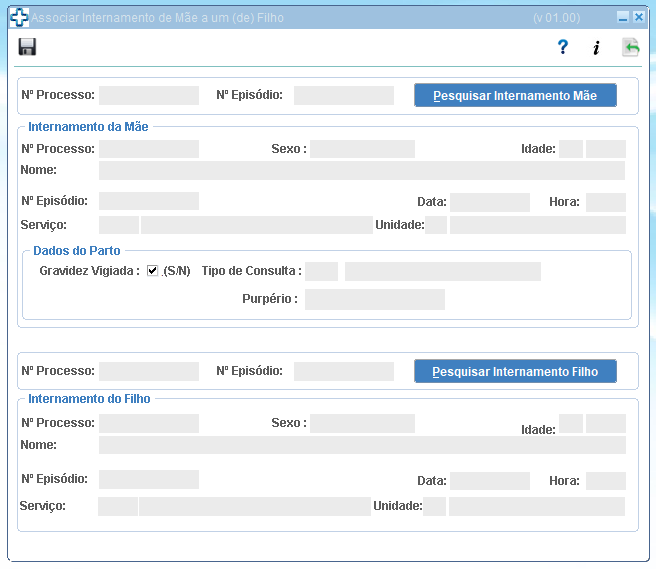 Associar Internamento de Mãe a um (de) Filho (v 01.00)
? i
Nº Processo: Nº Episódio: Pesquisar Internamento Mãe
Internamento da Mãe
Nº Processo: Sexo : Idade:
Nome:
Nº Episódio: Data: Hora:
Serviço: Unidade:
Dados do Parto
Gravidez Vigiada : .(S/N) Tipo de Consulta :
Purpério :
Nº Processo: Nº Episódio: Pesquisar Internamento Filho
Internamento do Filho
Nº Processo: Sexo : Idade:
Nome:
Nº Episódio: Data: Hora:
Serviço: Unidade: